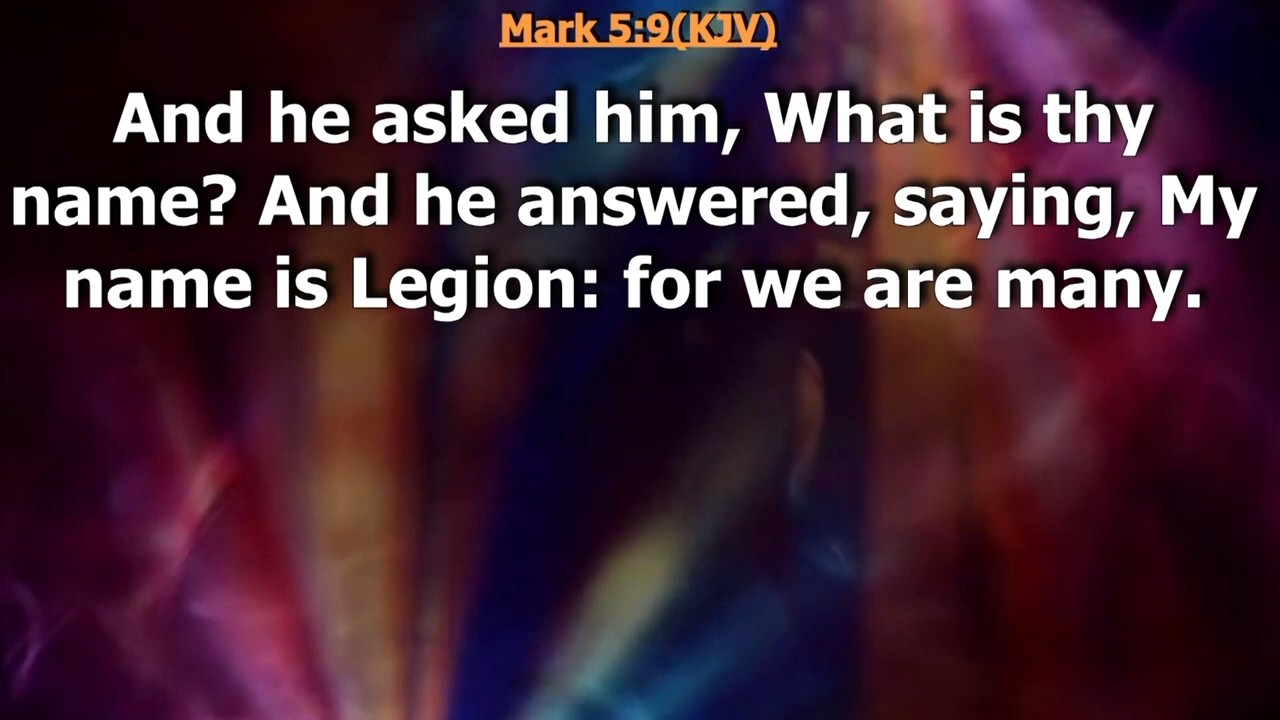 Mark 5:9(KJV)
And he asked him, What is thy
name? And he answered, saying, My
name is Legion: for we are many.